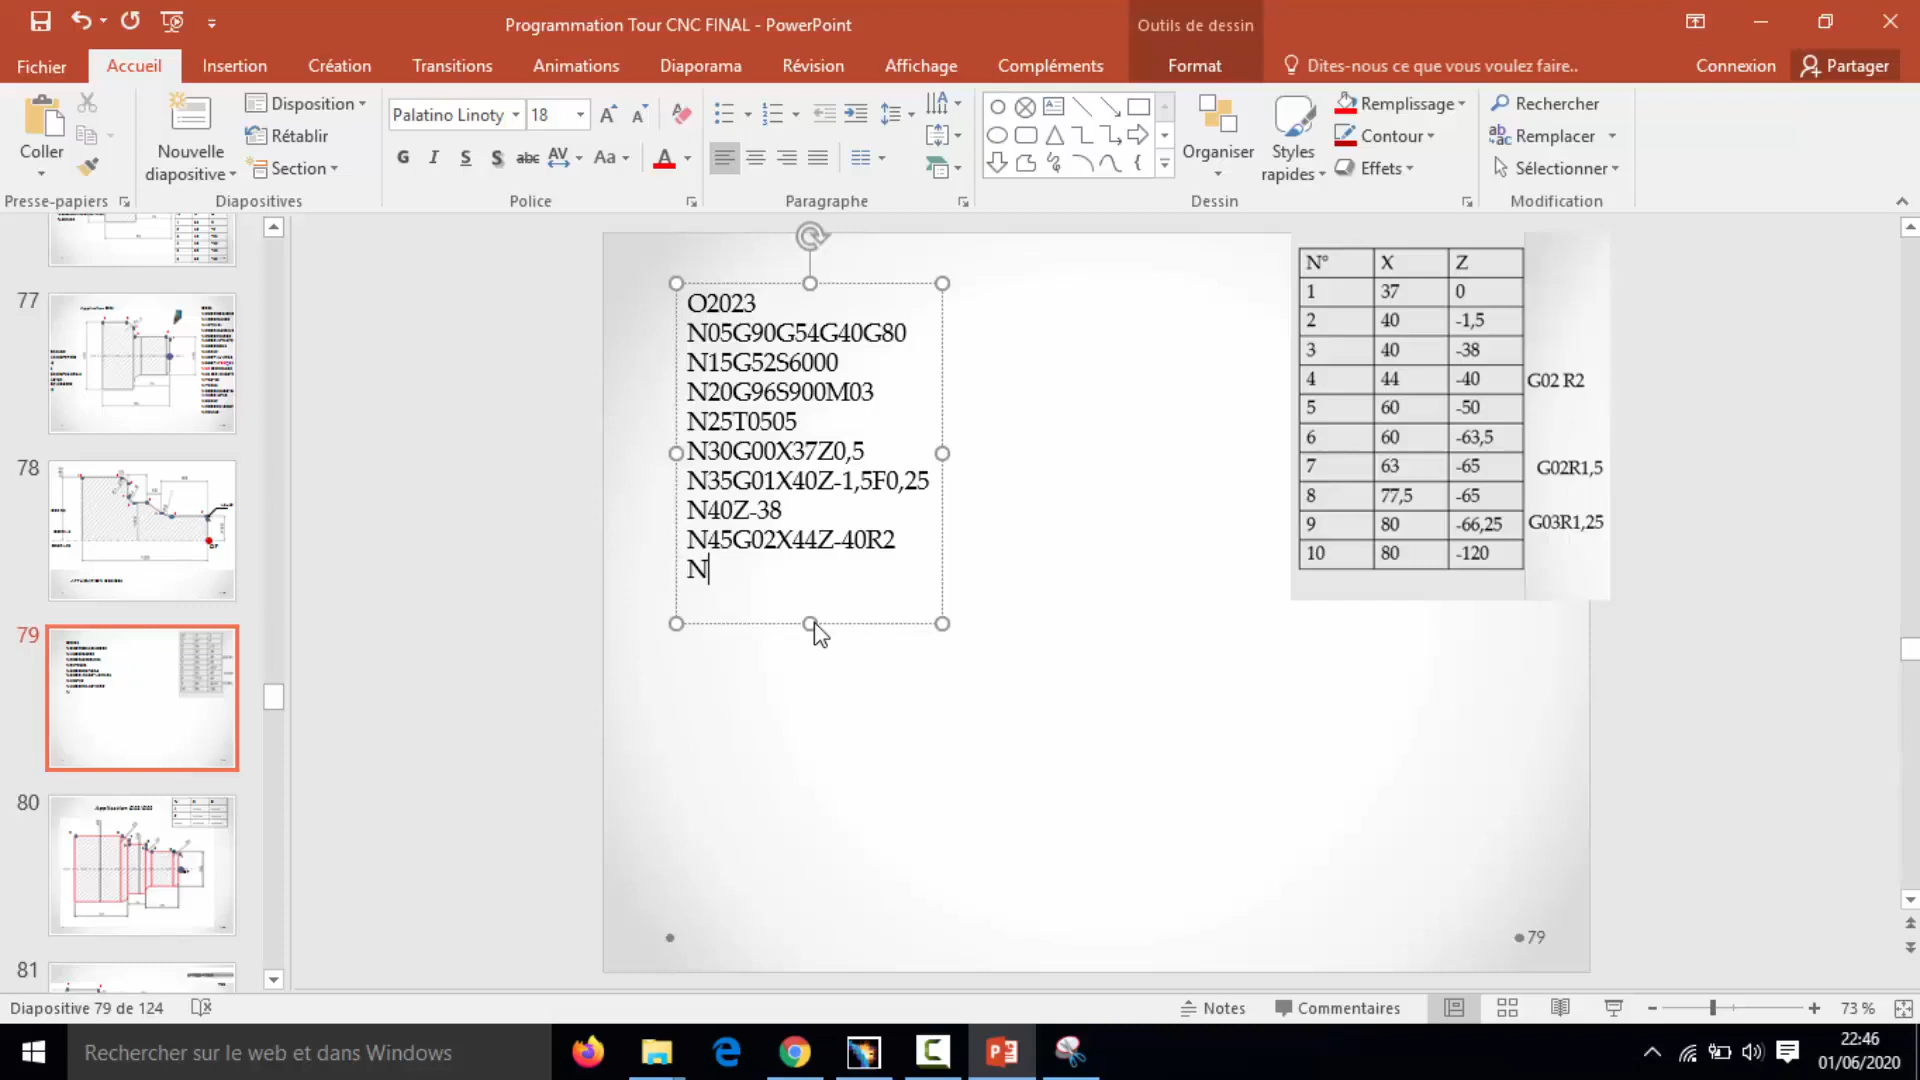 Programmation Tour CNC FINAL - PowerPoint
Outils de dessin
Fichier
Accueil
Insertion
Création
Transitions
Animations
Diaporama
Révision
Affichage
Compléments
Format
Dites-nous ce que vous voulez faire..
Connexion
Partager
Coller
Nouvelle
diapositive
Disposition
Rétablir
Section
Palatino Linoty
18
G I S S abc AV Aa A
Organiser
Styles
rapides
Remplissage
Contour
Effets
Rechercher
Remplacer
Sélectionner
Presse-papiers
Diapositives
Police
Paragraphe
Dessin
Modification
77
78
79
80
81
O2023
N05G90G54G40G80
N15G52S6000
N20G96S900M03
N25T0505
N30G00X37Z0,5
N35G01X40Z-1,5F0,25
N40Z-38
N45G02X44Z-40R2
N
N° X Z
1 37 0
2 40 -1,5
3 40 -38
4 44 -40 G02 R2
5 60 -50
6 60 -63,5
7 63 -65 G02R1,5
8 77,5 -65
9 80 -66,25 G03R1,25
10 80 -120
79
Diapositive 79 de 124
Notes
Commentaires
73 %
Rechercher sur le web et dans Windows
22:46
01/06/2020